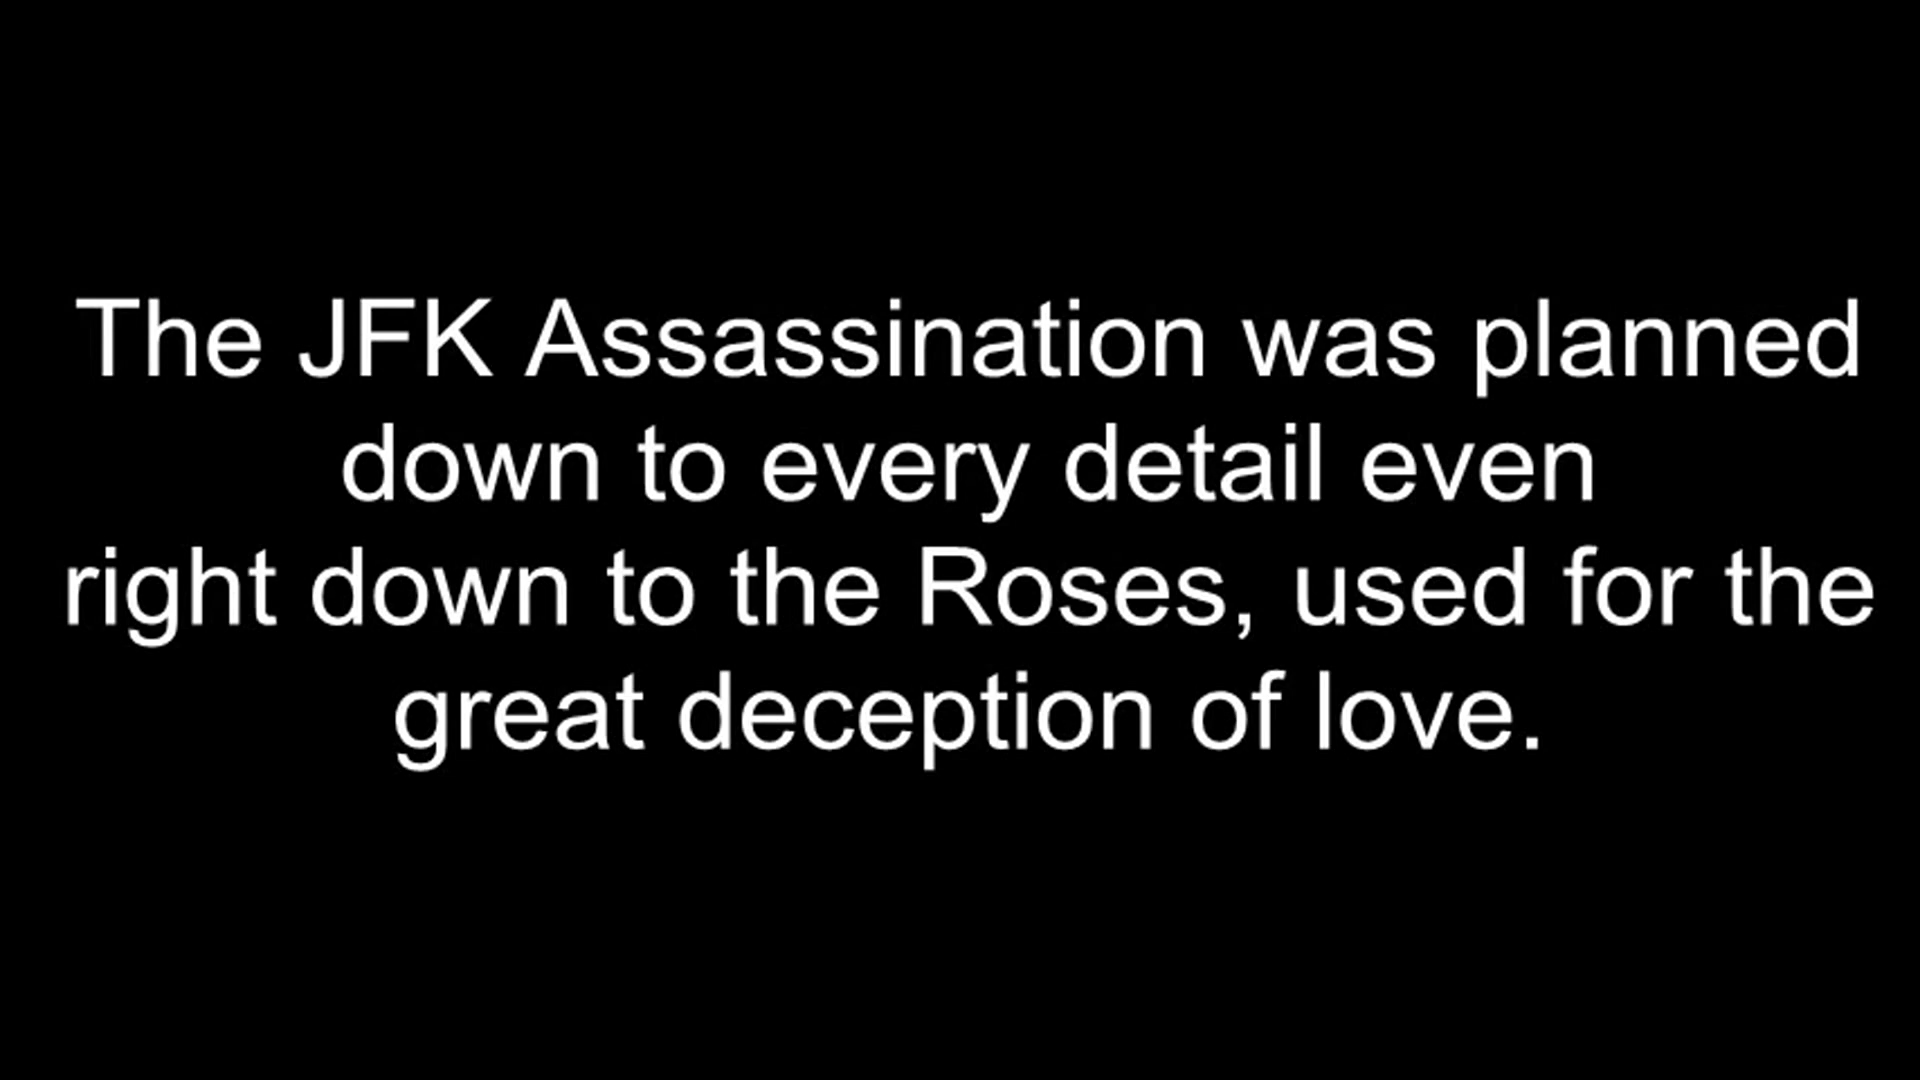 The JFK Assassination was planned
down to every detail even
right down to the Roses, used for the
great deception of love.